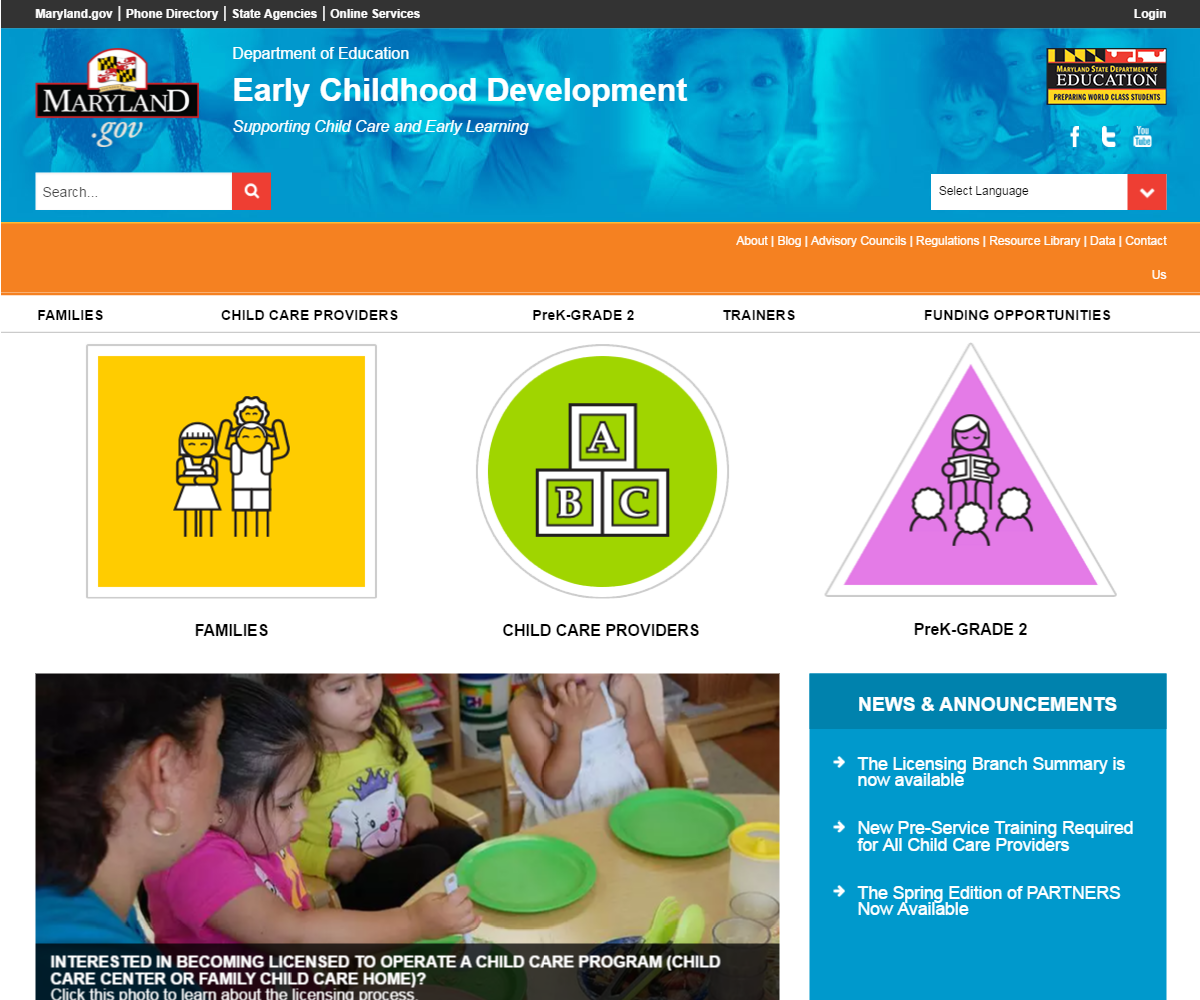 Maryland.gov | Phone Directory | State Agencies | Online Services
Login
Department of Education
Early Childhood Development
Supporting Child Care and Early Learning
MARYLAND
.gov
MARYLAND STATE DEPARTMENT OF
EDUCATION
PREPARING WORLD CLASS STUDENTS
You
Tube
Search...
Select Language
About | Blog | Advisory Councils | Regulations | Resource Library | Data | Contact
Us
FAMILIES
CHILD CARE PROVIDERS
PreK-GRADE 2
TRAINERS
FUNDING OPPORTUNITIES
A
B C
FAMILIES
CHILD CARE PROVIDERS
PreK-GRADE 2
INTERESTED IN BECOMING LICENSED TO OPERATE A CHILD CARE PROGRAM (CHILD
CARE CENTER OR FAMILY CHILD CARE HOME)?
Click this photo to learn about the licensing process.
NEWS & ANNOUNCEMENTS
The Licensing Branch Summary is
now available
New Pre-Service Training Required
for All Child Care Providers
The Spring Edition of PARTNERS
Now Available